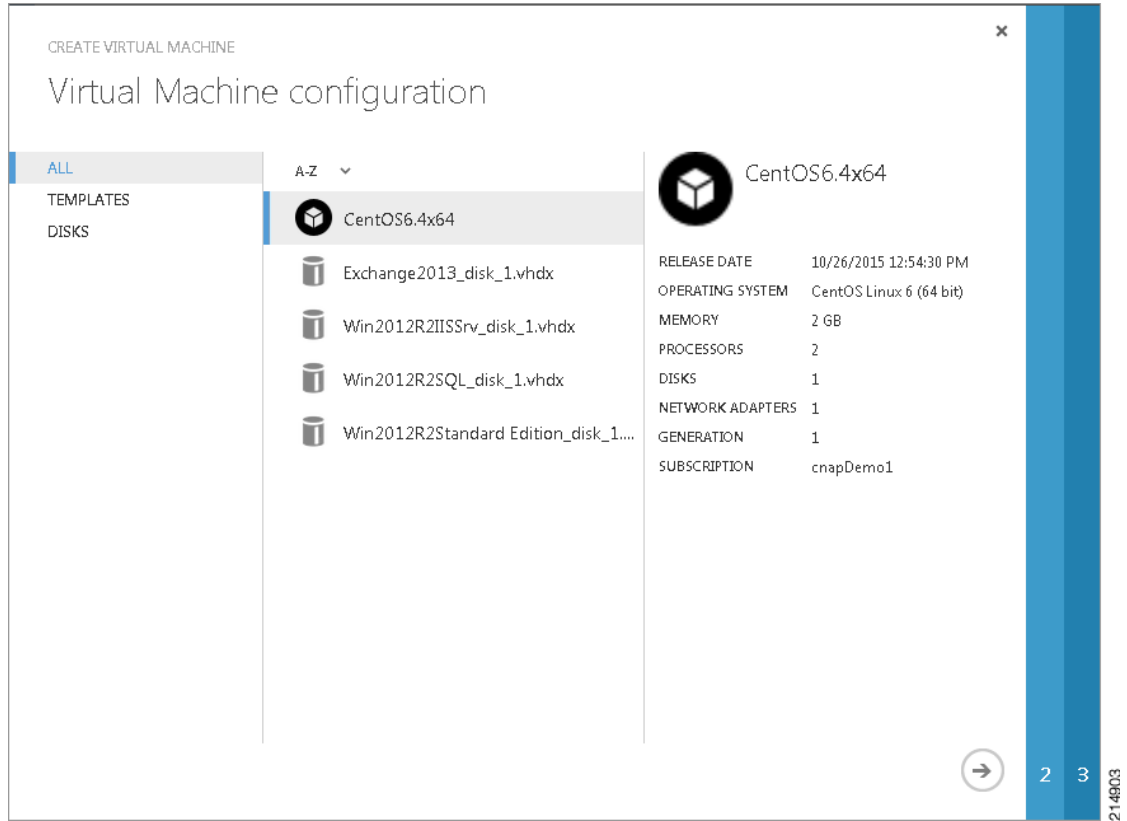 CREATE VIRTUAL MACHINE
Virtual Machine configuration
ALL
TEMPLATES
DISKS
A-Z
CentOS6.4x64
Exchange2013_disk_1.vhdx
Win2012R2IISSrv_disk_1.vhdx
Win2012R2SQL_disk_1.vhdx
Win2012R2Standard Edition_disk_1....
CentOS6.4x64
RELEASE DATE 10/26/2015 12:54:30 PM
OPERATING SYSTEM CentOS Linux 6 (64 bit)
MEMORY 2 GB
PROCESSORS 2
DISKS 1
NETWORK ADAPTERS 1
GENERATION 1
SUBSCRIPTION cnapDemo1
2 3
214903